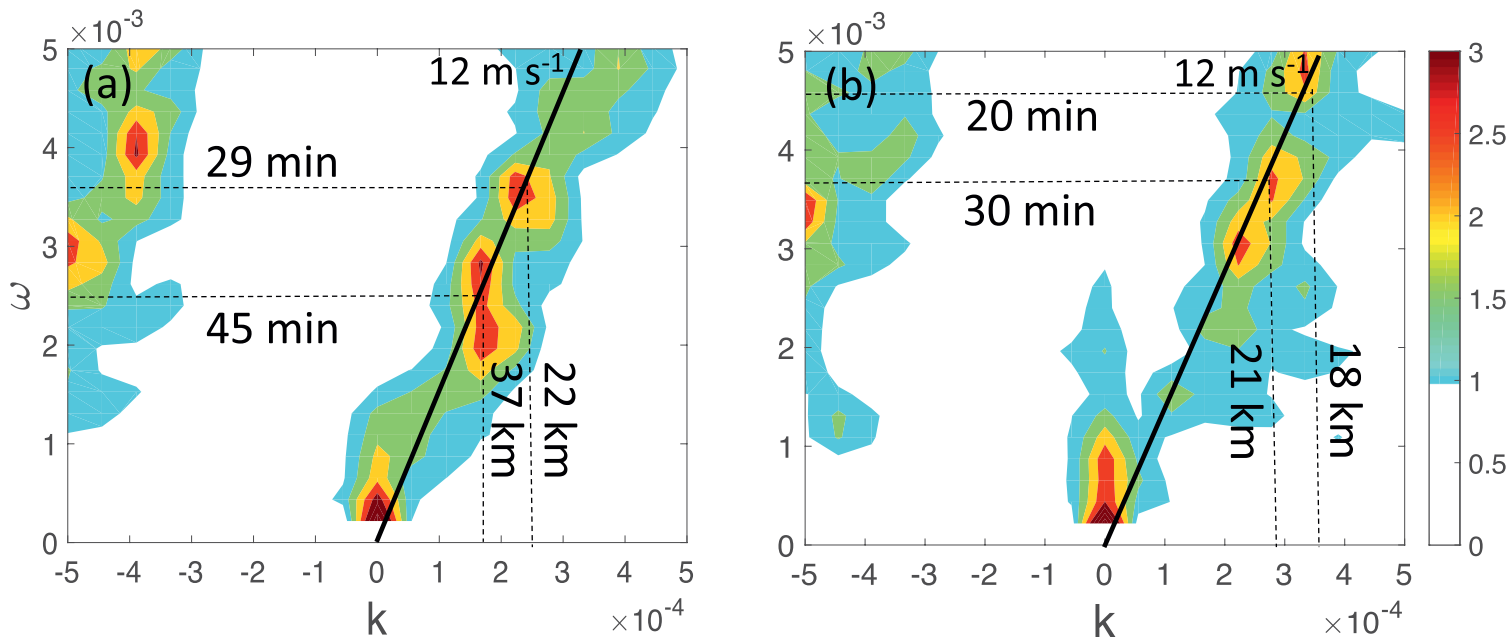 ×10⁻³
5
4
3
2
1
0
ω
(a)
12 m s⁻¹
29 min
45 min
37 km
22 km
-5 -4 -3 -2 -1 0 1 2 3 4 5
k
×10⁻⁴
×10⁻³
5
4
3
2
1
0
(b)
12 m s⁻¹
20 min
30 min
21 km
18 km
-5 -4 -3 -2 -1 0 1 2 3 4 5
k
×10⁻⁴
3
2.5
2
1.5
1
0.5
0